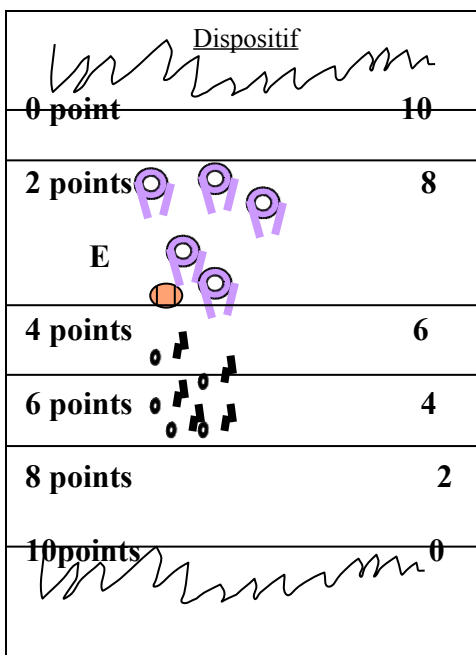 Dispositif
0 point 10
2 points 8
E
4 points 6
6 points 4
8 points 2
10points 0